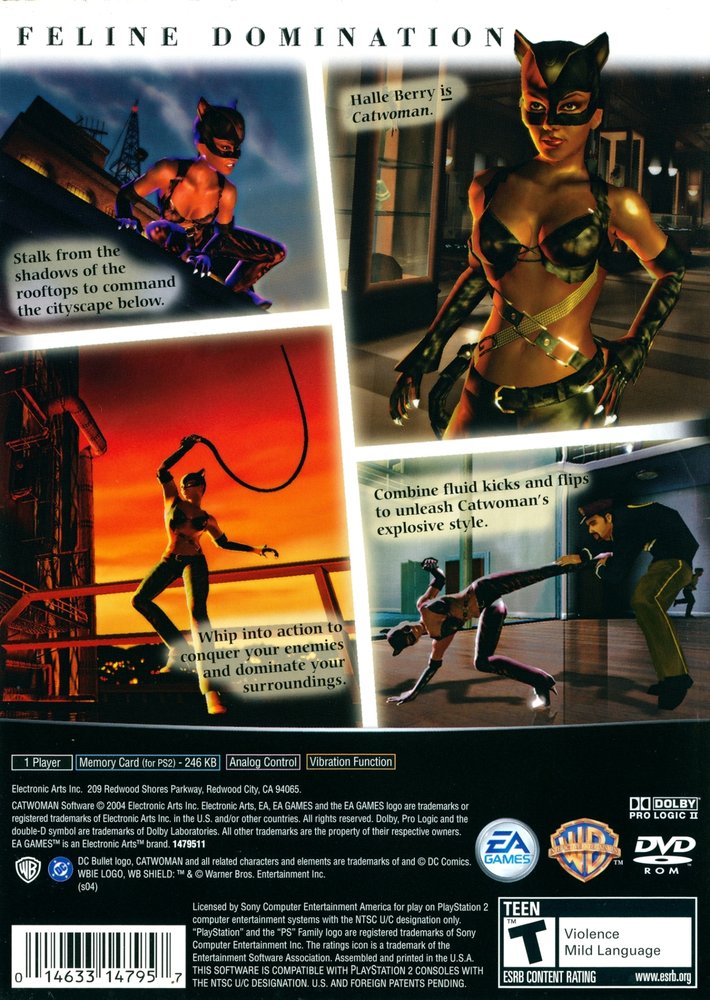 FELINE DOMINATION
Stalk from the
shadows of the
rooftops to command
the cityscape below.
Halle Berry is
Catwoman.
Whip into action to
conquer your enemies
and dominate your
surroundings.
Combine fluid kicks and flips
to unleash Catwoman's
explosive style.
1 Player
Memory Card (for PS2) - 246 KB
Analog Control
Vibration Function
Electronic Arts Inc. 209 Redwood Shores Parkway, Redwood City, CA 94065.
CATWOMAN Software © 2004 Electronic Arts Inc. Electronic Arts, EA, EA GAMES and the EA GAMES logo are trademarks or
registered trademarks of Electronic Arts Inc. in the U.S. and/or other countries. All rights reserved. Dolby, Pro Logic and the
double-D symbol are trademarks of Dolby Laboratories. All other trademarks are the property of their respective owners.
EA GAMES™ is an Electronic Arts™ brand. 1479511
WB
DC
DC Bullet logo, CATWOMAN and all related characters and elements are trademarks of and © DC Comics.
WBIE LOGO, WB SHIELD: ™ & © Warner Bros. Entertainment Inc.
(s04)
EA
GAMES
™
DOLBY
PRO LOGIC II
DVD
ROM
Licensed by Sony Computer Entertainment America for play on PlayStation 2
computer entertainment systems with the NTSC U/C designation only.
"PlayStation" and the "PS" Family logo are registered trademarks of Sony
Computer Entertainment Inc. The ratings icon is a trademark of the
Entertainment Software Association. Assembled and printed in the U.S.A.
THIS SOFTWARE IS COMPATIBLE WITH PLAYSTATION 2 CONSOLES WITH
THE NTSC U/C DESIGNATION. U.S. AND FOREIGN PATENTS PENDING.
0 14633 14795 7
TEEN
T
Violence
Mild Language
ESRB CONTENT RATING www.esrb.org